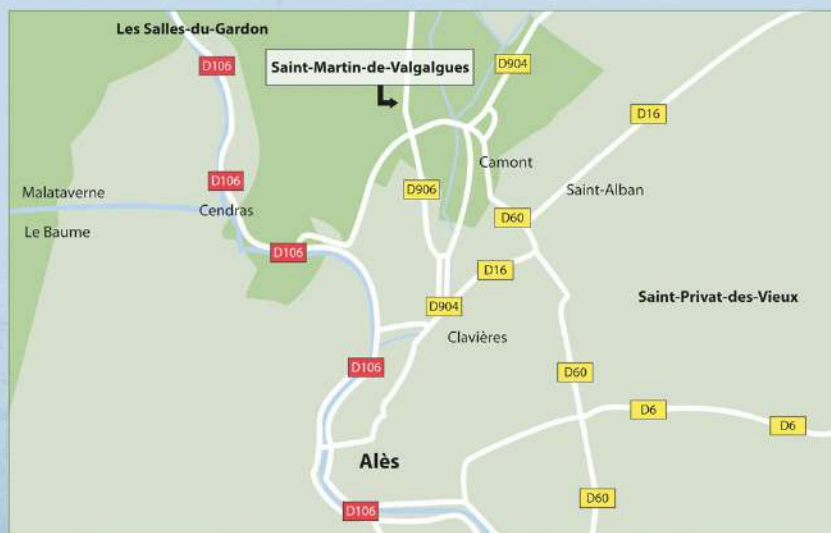 Les Salles-du-Gardon
D106
Saint-Martin-de-Valgalgues
D904
D16
D106
D906
Camont
Saint-Alban
Malataverne
Cendras
D60
Le Baume
D106
D16
Saint-Privat-des-Vieux
D904
Clavières
D106
D60
D6
D6
Alès
D60
D106